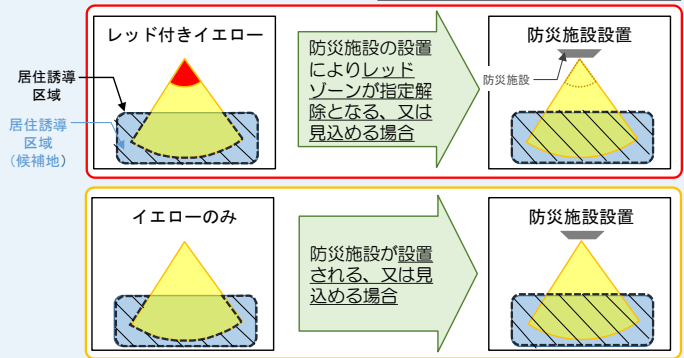 レッド付きイエロー
居住誘導
区域
居住誘導
区域
（候補地）
防災施設の設置
によりレッド
ゾーンが指定解
除となる、又は
見込める場合
防災施設設置
防災施設
イエローのみ
防災施設が設置
される、又は見
込める場合
防災施設設置